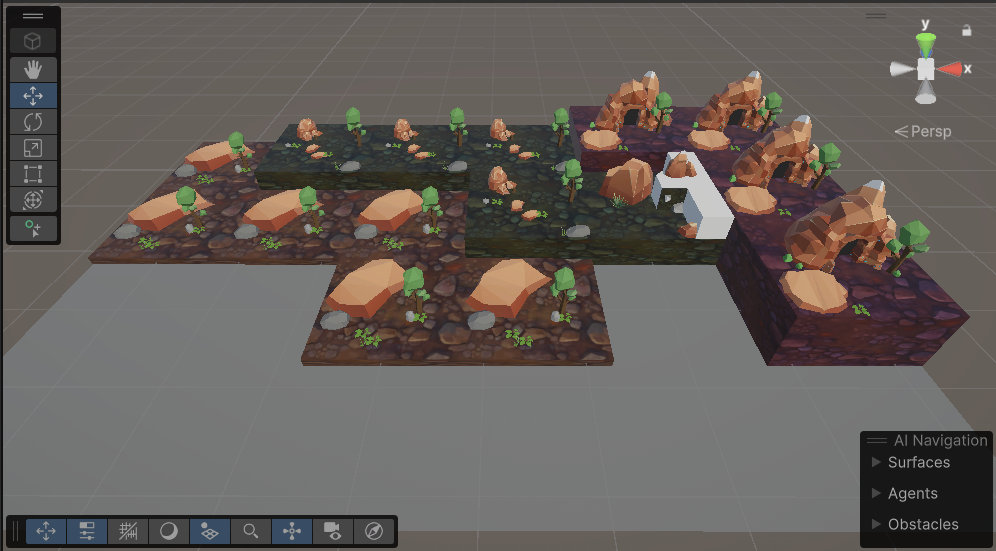 y
x
Persp
AI Navigation
Surfaces
Agents
Obstacles